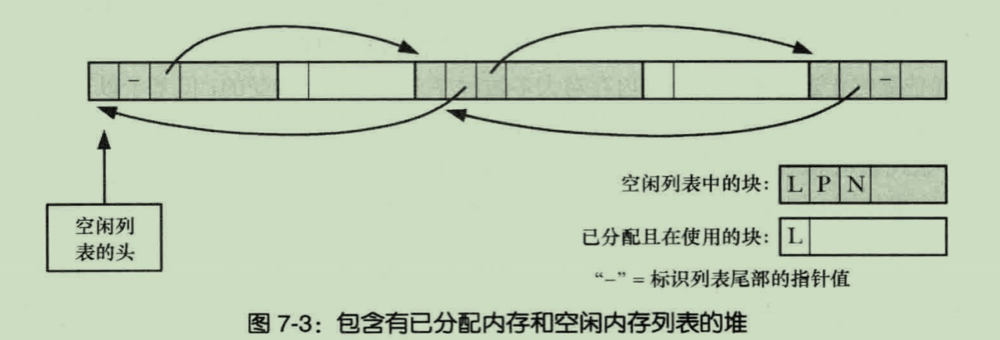 -
-
空闲列
表的头
空闲列表中的块: L P N
已分配且在使用的块: L
“−” = 标识列表尾部的指针值
图 7-3: 包含有已分配内存和空闲内存列表的堆